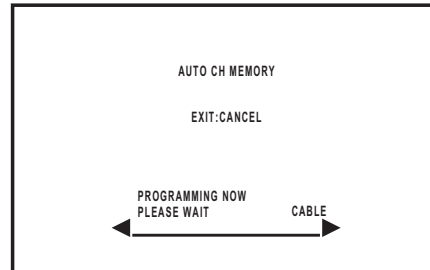 AUTO CH MEMORY
EXIT:CANCEL
PROGRAMMING NOW
PLEASE WAIT CABLE